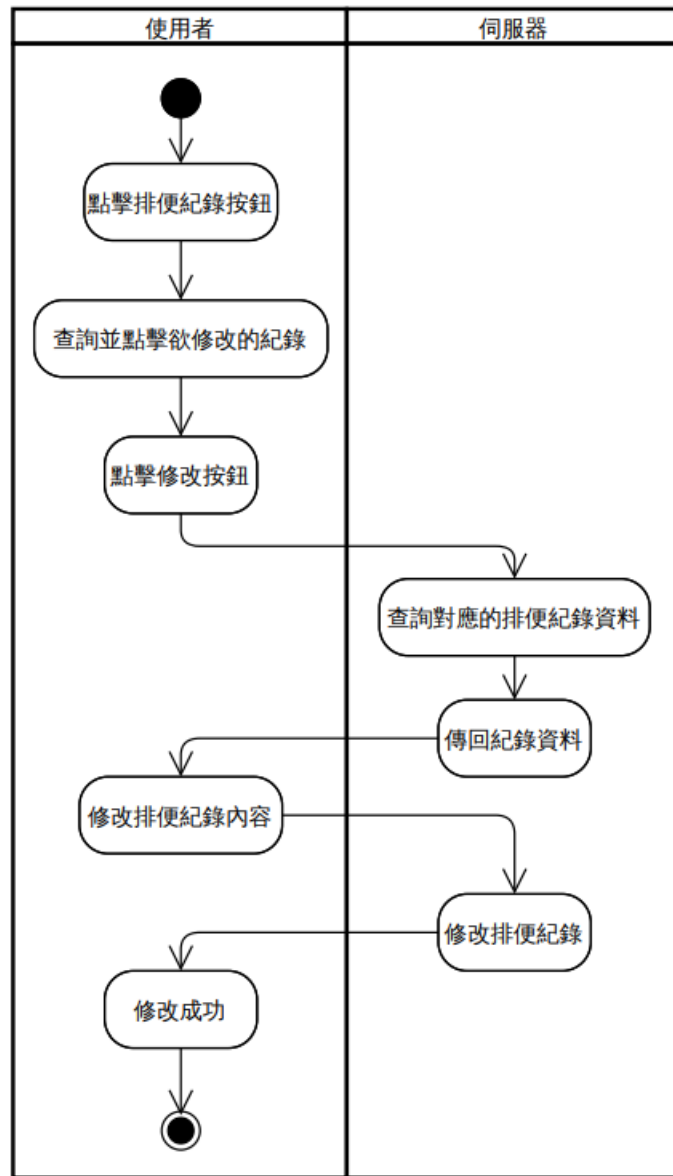 使用者
伺服器
點擊排便紀錄按鈕
查詢並點擊欲修改的紀錄
點擊修改按鈕
查詢對應的排便紀錄資料
傳回紀錄資料
修改排便紀錄內容
修改排便紀錄
修改成功